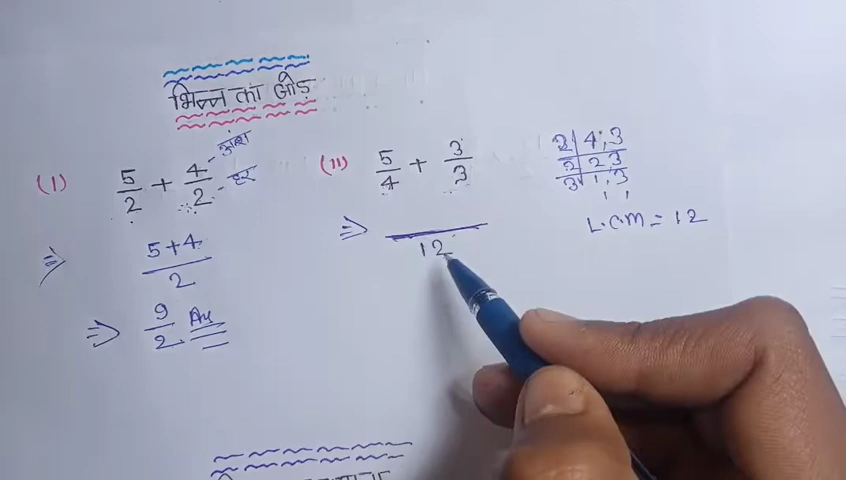 भिन्न का जोड़
(I) 5/2 + 4/2 - अंश - हर
⇒ 5+4/2
⇒ 9/2 Ans
(II) 5/4 + 3/3
⇒ /12
2 | 4, 3
2 | 2 3
3 | 1, 3
1, 1
L.C.M = 12